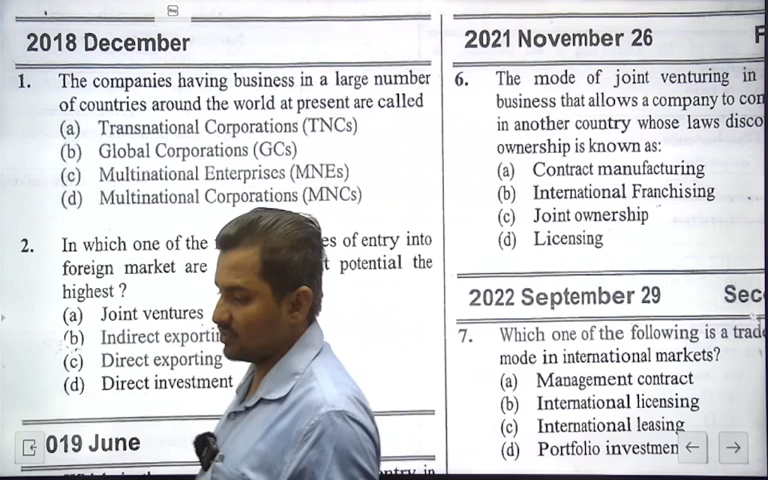 2018 December
1. The companies having business in a large number
of countries around the world at present are called
(a) Transnational Corporations (TNCs)
(b) Global Corporations (GCs)
(c) Multinational Enterprises (MNEs)
(d) Multinational Corporations (MNCs)
2. In which one of the es of entry into
foreign market are t potential the
highest ?
(a) Joint ventures
(b) Indirect exportin
(c) Direct exporting
(d) Direct investment
019 June
ntry in
2021 November 26 F
6. The mode of joint venturing in
business that allows a company to con
in another country whose laws disco
ownership is known as:
(a) Contract manufacturing
(b) International Franchising
(c) Joint ownership
(d) Licensing
2022 September 29 Sec
7. Which one of the following is a trade
mode in international markets?
(a) Management contract
(b) International licensing
(c) International leasing
(d) Portfolio investmen